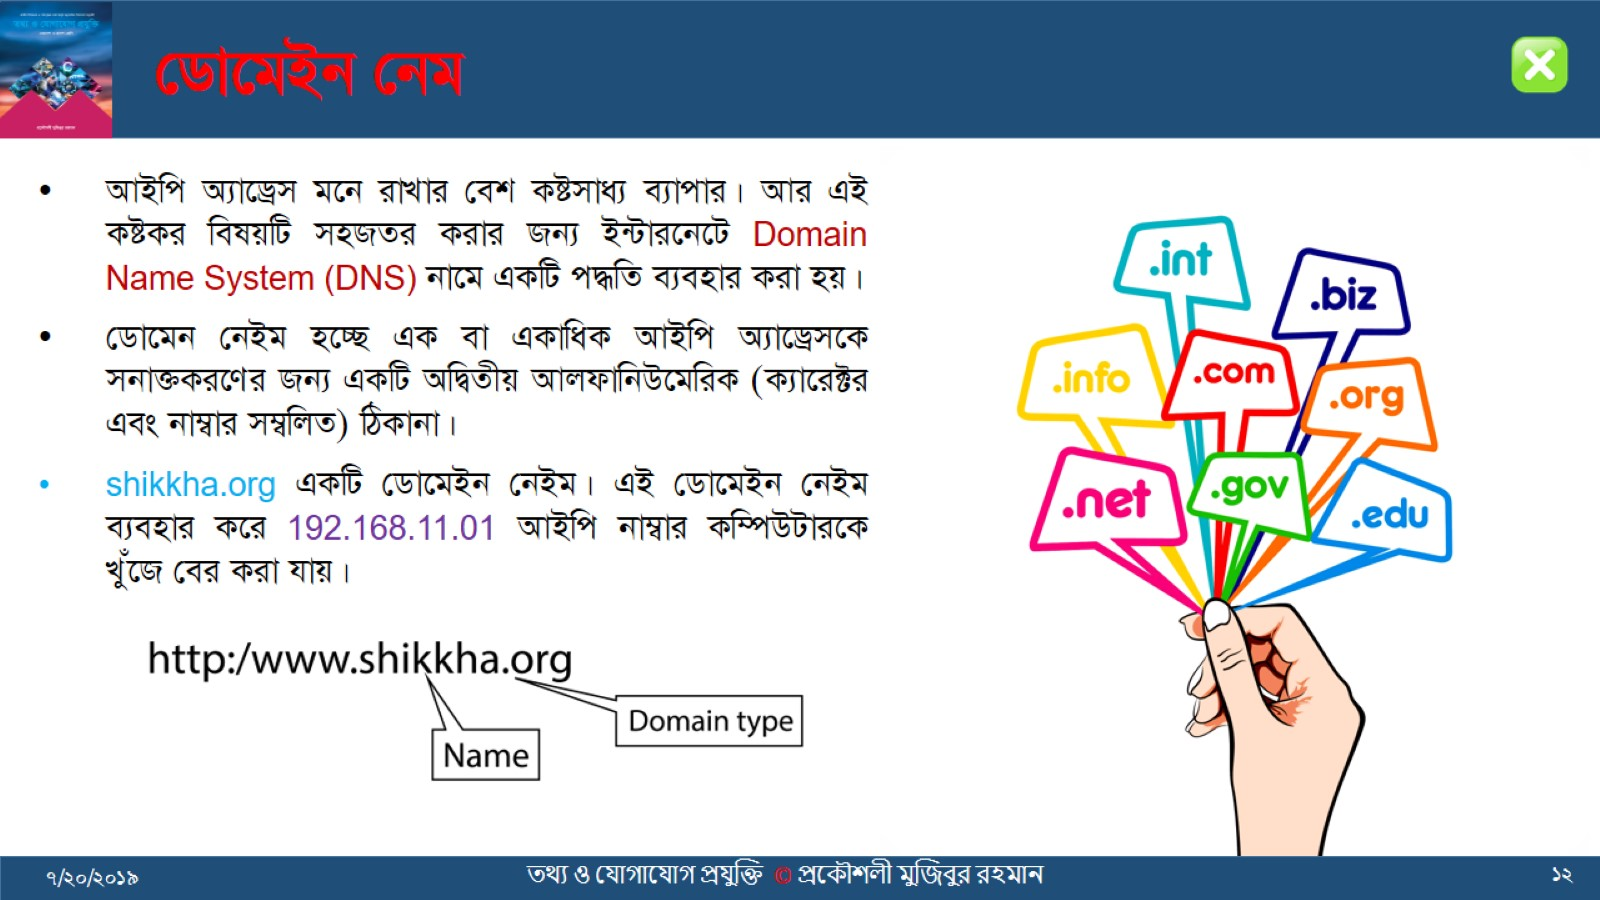 তথ্য ও যোগাযোগ প্রযুক্তি
ডোমেইন নেম
• আইপি অ্যাড্রেস মনে রাখার বেশ কষ্টসাধ্য ব্যাপার। আর এই
কষ্টকর বিষয়টি সহজতর করার জন্য ইন্টারনেটে Domain
Name System (DNS) নামে একটি পদ্ধতি ব্যবহার করা হয়।
• ডোমেন নেইম হচ্ছে এক বা একাধিক আইপি অ্যাড্রেসকে
সনাক্তকরণের জন্য একটি অদ্বিতীয় আলফানিউমেরিক (ক্যারেক্টর
এবং নাম্বার সম্বলিত) ঠিকানা।
• shikkha.org একটি ডোমেইন নেইম। এই ডোমেইন নেইম
ব্যবহার করে 192.168.11.01 আইপি নাম্বার কম্পিউটারকে
খুঁজে বের করা যায়।
http:/www.shikkha.org
Domain type
Name
.int
.biz
.info
.com
.org
.net
.gov
.edu
৭/২০/২০১৯
তথ্য ও যোগাযোগ প্রযুক্তি © প্রকৌশলী মুজিবুর রহমান
১২